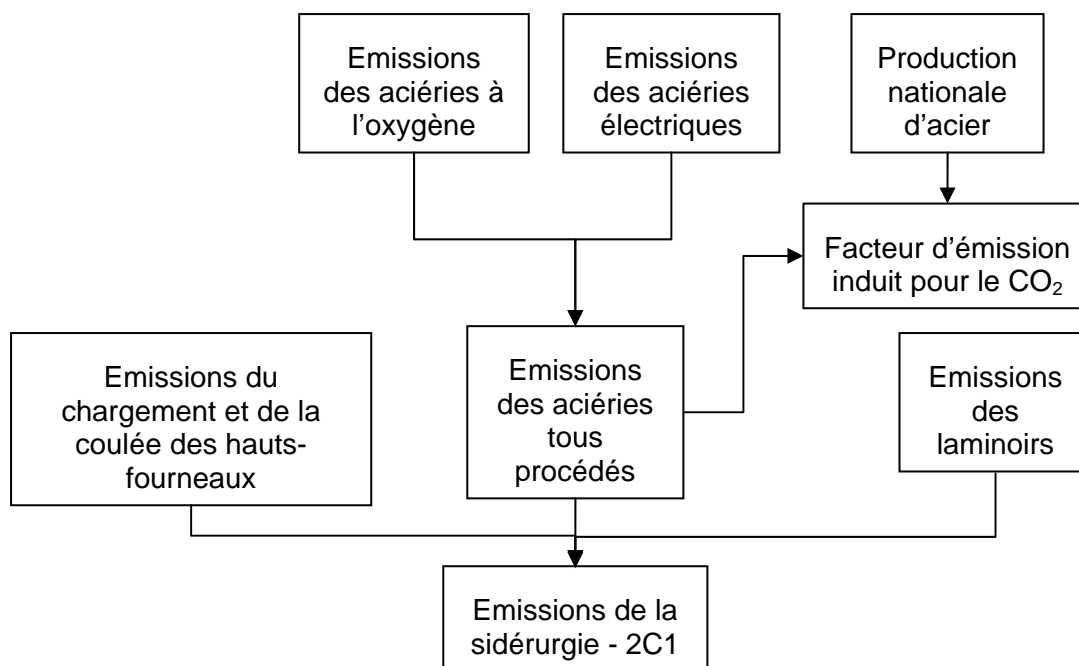 Emissions
des aciéries à
l’oxygène
Emissions
des aciéries
électriques
Production
nationale
d’acier
Facteur d’émission
induit pour le CO₂
Emissions du
chargement et de la
coulée des hauts-
fourneaux
Emissions
des aciéries
tous
procédés
Emissions
des
laminoirs
Emissions de la
sidérurgie - 2C1